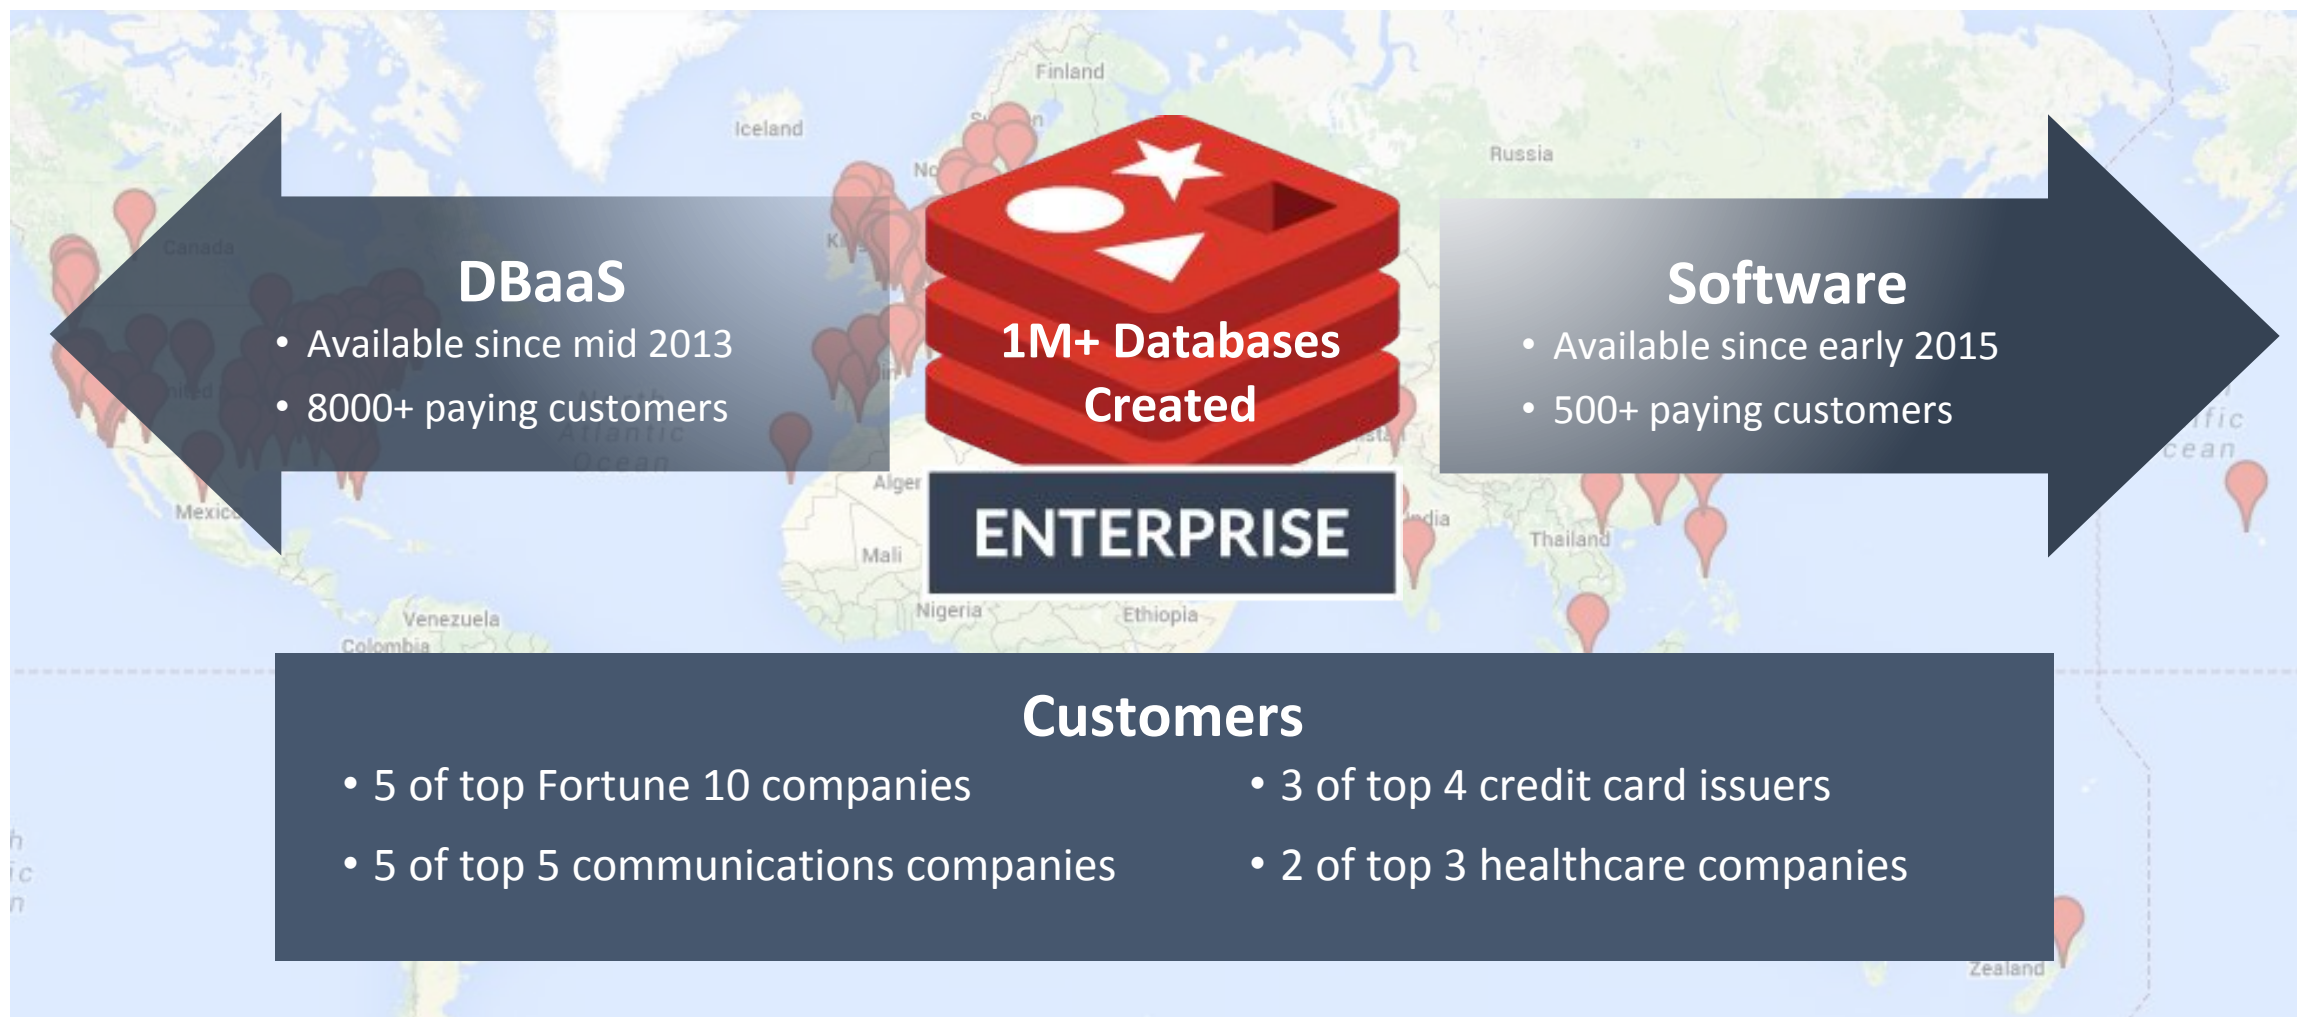 Finland
Iceland
Russia
Canada
DBaaS
• Available since mid 2013
• 8000+ paying customers
North
Atlantic
Ocean
1M+ Databases
Created
ENTERPRISE
Software
• Available since early 2015
• 500+ paying customers
Mexico
Mali
Nigeria
Ethiopia
Thailand
Venezuela
Colombia
Customers
• 5 of top Fortune 10 companies
• 5 of top 5 communications companies
• 3 of top 4 credit card issuers
• 2 of top 3 healthcare companies
Zealand